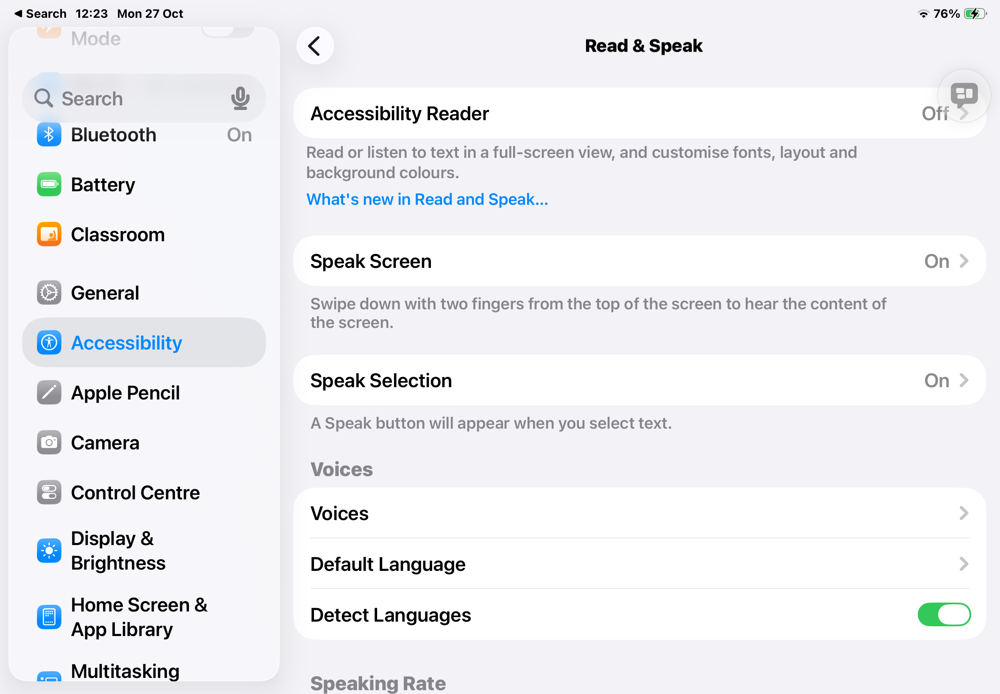 Search 12:23 Mon 27 Oct
76%
Mode
Search
Bluetooth On
Battery
Classroom
General
Accessibility
Apple Pencil
Camera
Control Centre
Display &
Brightness
Home Screen &
App Library
Multitasking
Read & Speak
Accessibility Reader Off
Read or listen to text in a full-screen view, and customise fonts, layout and
background colours.
What's new in Read and Speak...
Speak Screen On
Swipe down with two fingers from the top of the screen to hear the content of
the screen.
Speak Selection On
A Speak button will appear when you select text.
Voices
Voices
Default Language
Detect Languages
Speaking Rate